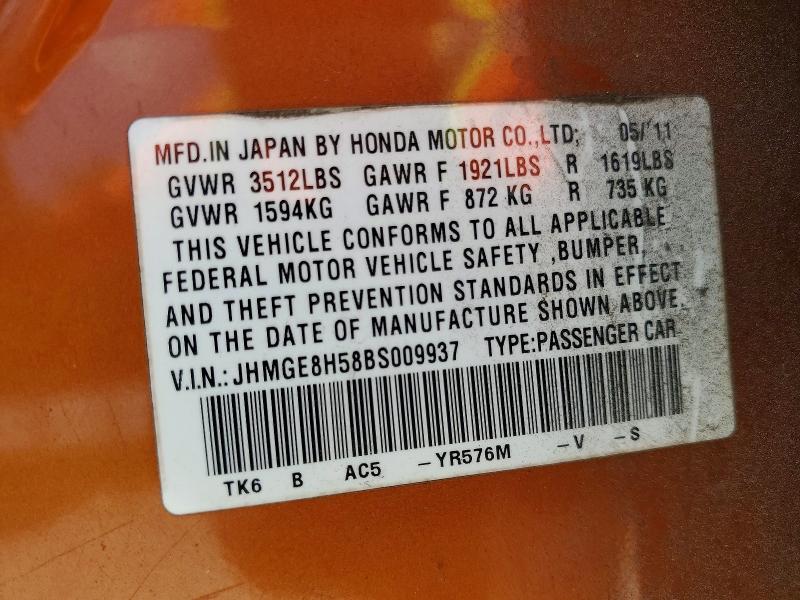 MFD.IN JAPAN BY HONDA MOTOR CO.,LTD; 05/'11
GVWR 3512LBS GAWR F 1921LBS R 1619LBS
GVWR 1594KG GAWR F 872 KG R 735 KG
THIS VEHICLE CONFORMS TO ALL APPLICABLE
FEDERAL MOTOR VEHICLE SAFETY ,BUMPER,
AND THEFT PREVENTION STANDARDS IN EFFECT
ON THE DATE OF MANUFACTURE SHOWN ABOVE.
V.I.N.: JHMGE8H58BS009937 TYPE:PASSENGER CAR
TK6 B AC5 -YR576M -V -S